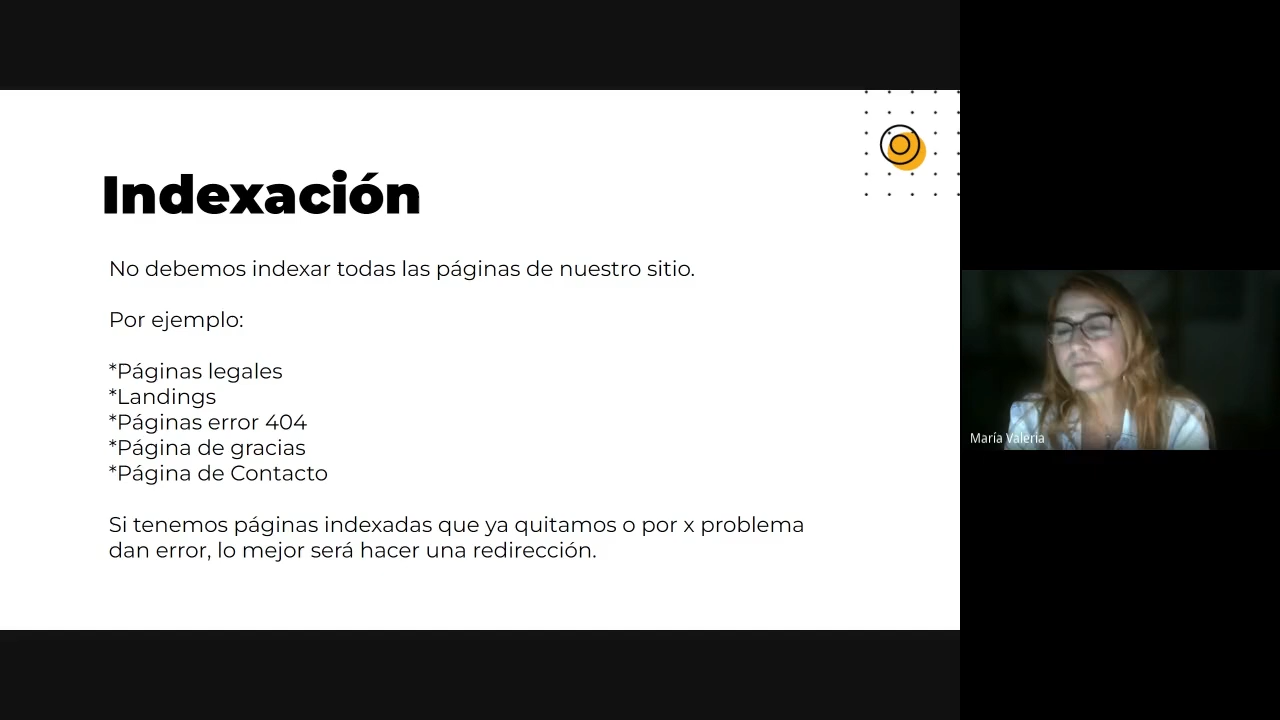 Indexación
No debemos indexar todas las páginas de nuestro sitio.
Por ejemplo:
*Páginas legales
*Landings
*Páginas error 404
*Página de gracias
*Página de Contacto
Si tenemos páginas indexadas que ya quitamos o por x problema
dan error, lo mejor será hacer una redirección.
María Valeria